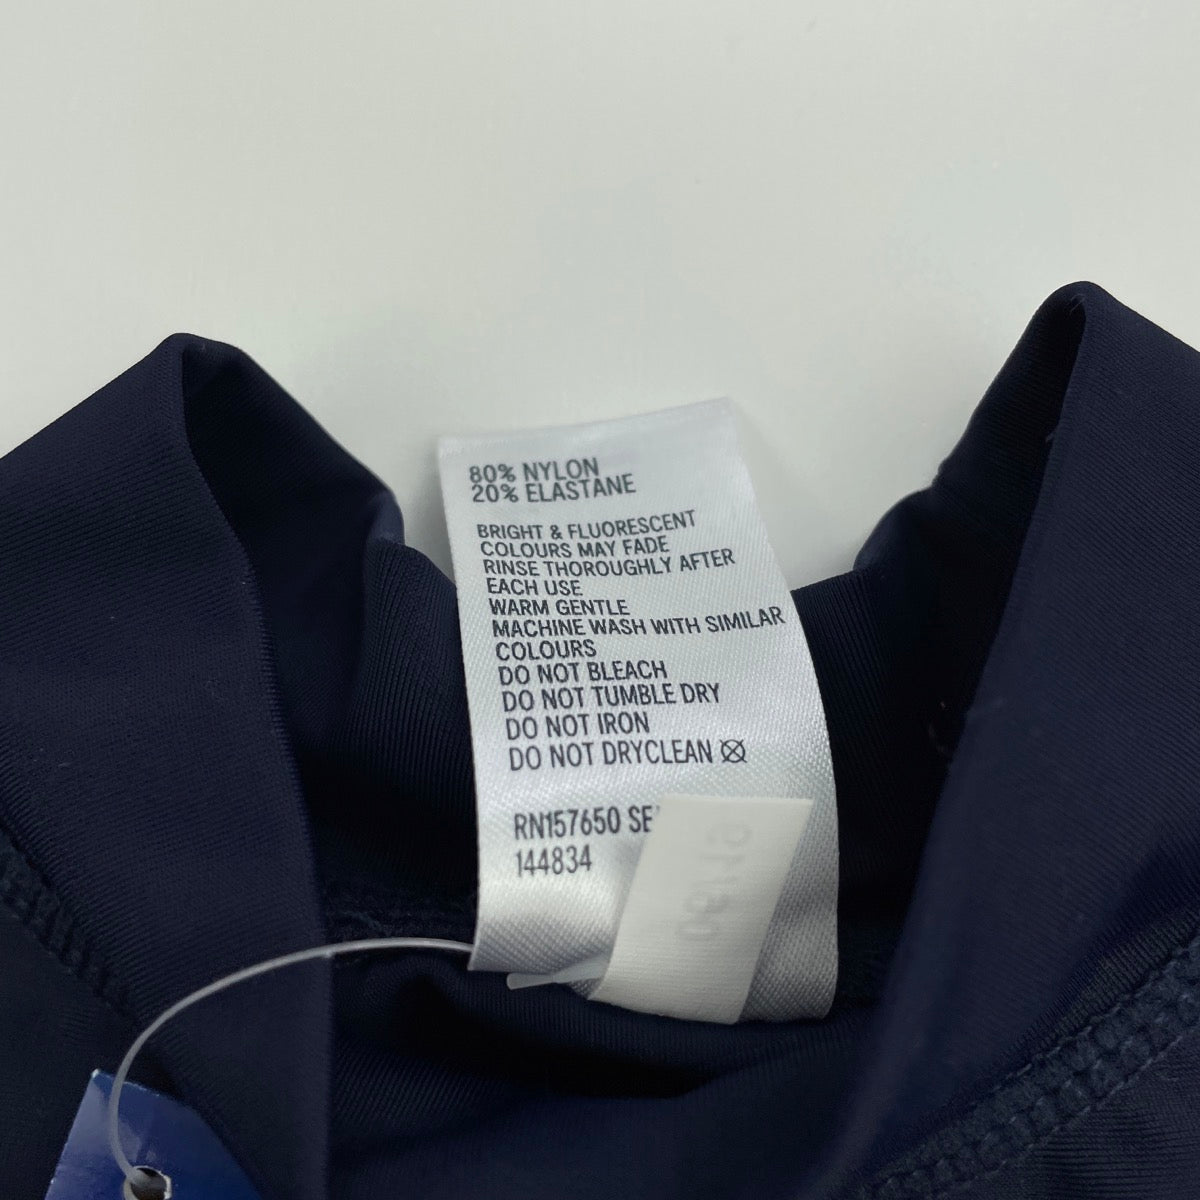 80% NYLON
20% ELASTANE
BRIGHT & FLUORESCENT
COLOURS MAY FADE
RINSE THOROUGHLY AFTER
EACH USE
WARM GENTLE
MACHINE WASH WITH SIMILAR
COLOURS
DO NOT BLEACH
DO NOT TUMBLE DRY
DO NOT IRON
DO NOT DRYCLEAN
RN157650
144834